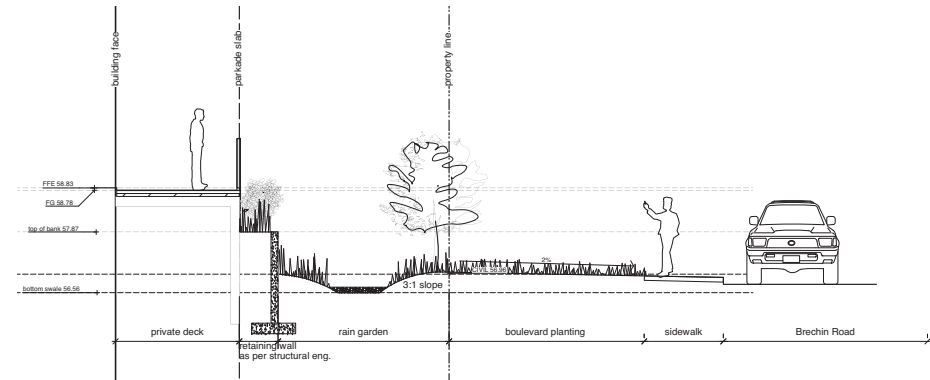 building face
parkade slab
property line
FFE 58.83
FG 58.78
top of bank 57.87
2%
CIVIL 56.96
3:1 slope
bottom swale 56.56
private deck
rain garden
boulevard planting
sidewalk
Brechin Road
retaining wall
as per structural eng.